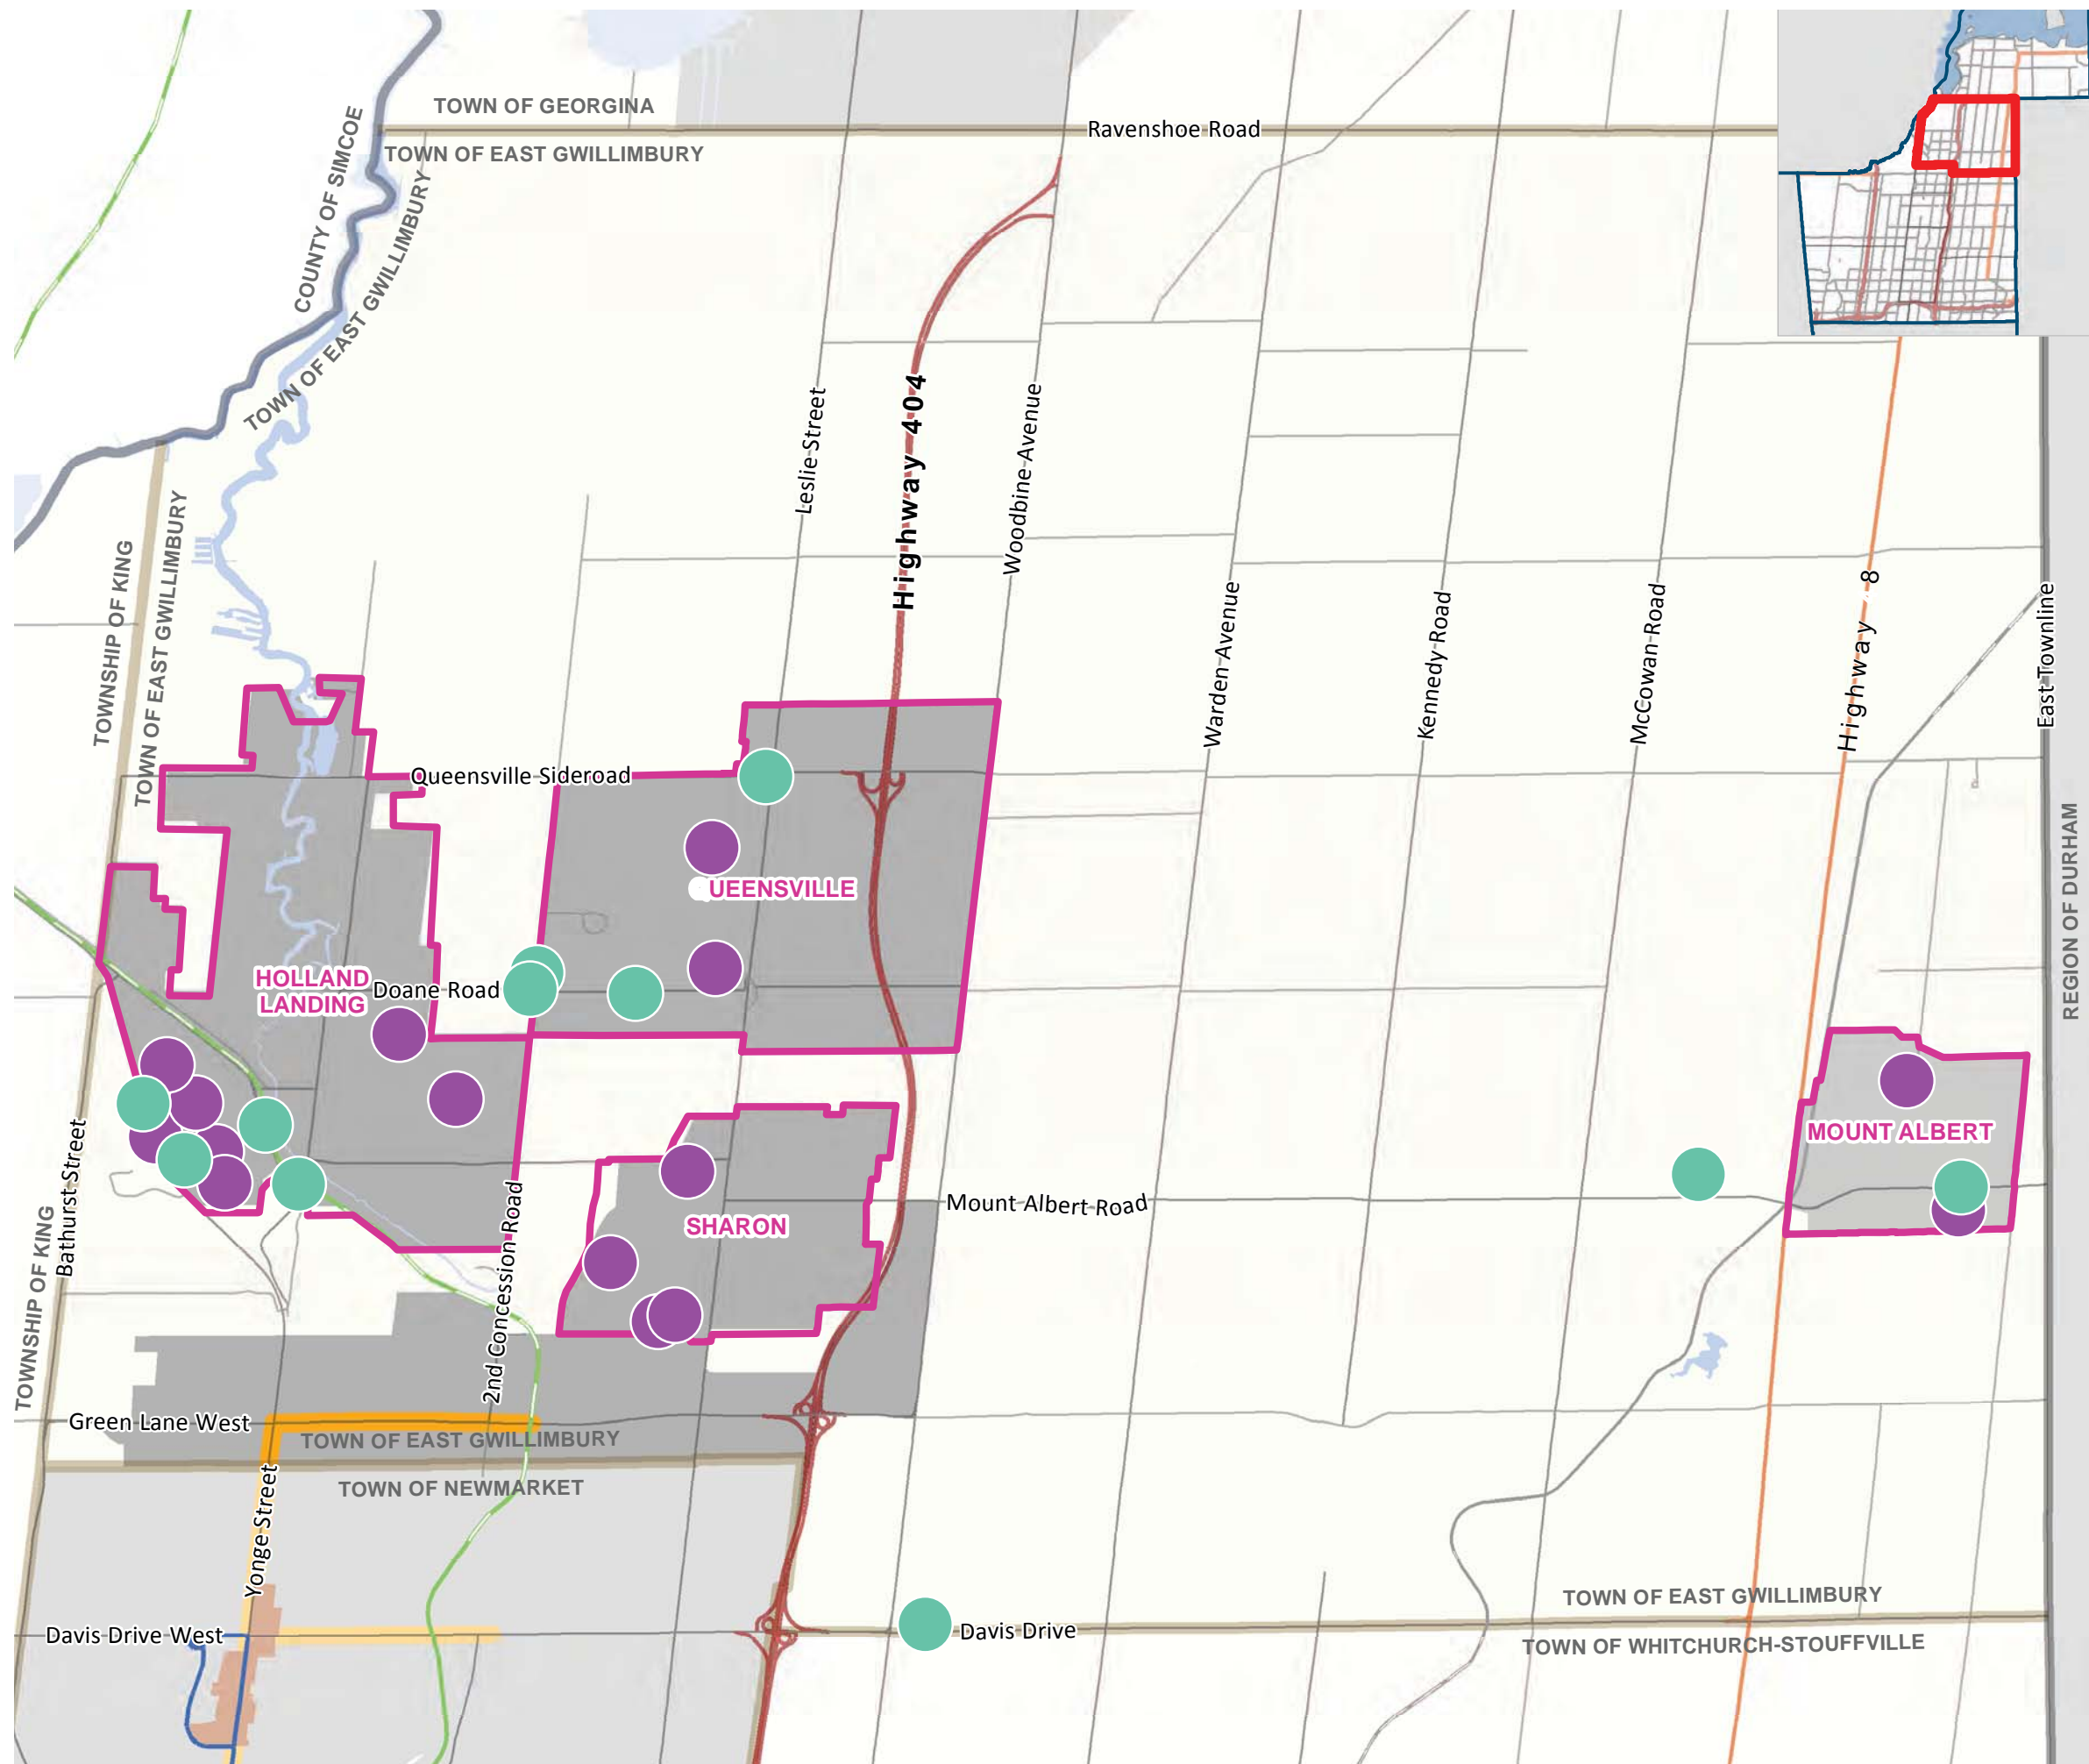 TOWN OF GEORGINA
Ravenshoe Road
TOWN OF EAST GWILLIMBURY
COUNTY OF SIMCOE
TOWN OF EAST GWILLIMBURY
Leslie Street
Highway 404
Woodbine Avenue
TOWNSHIP OF KING
TOWN OF EAST GWILLIMBURY
Warden Avenue
Kennedy Road
McCowan Road
Highway 8
East Townline
Queensville Sideroad
UEENSVILLE
REGION OF DURHAM
HOLLAND
LANDING
Doane Road
MOUNT ALBERT
Bathurst Street
SHARON
Mount Albert Road
TOWNSHIP OF KING
2nd Concession Road
Green Lane West
TOWN OF EAST GWILLIMBURY
TOWN OF NEWMARKET
Yonge Street
TOWN OF EAST GWILLIMBURY
Davis Drive West
Davis Drive
TOWN OF WHITCHURCH-STOUFFVILLE